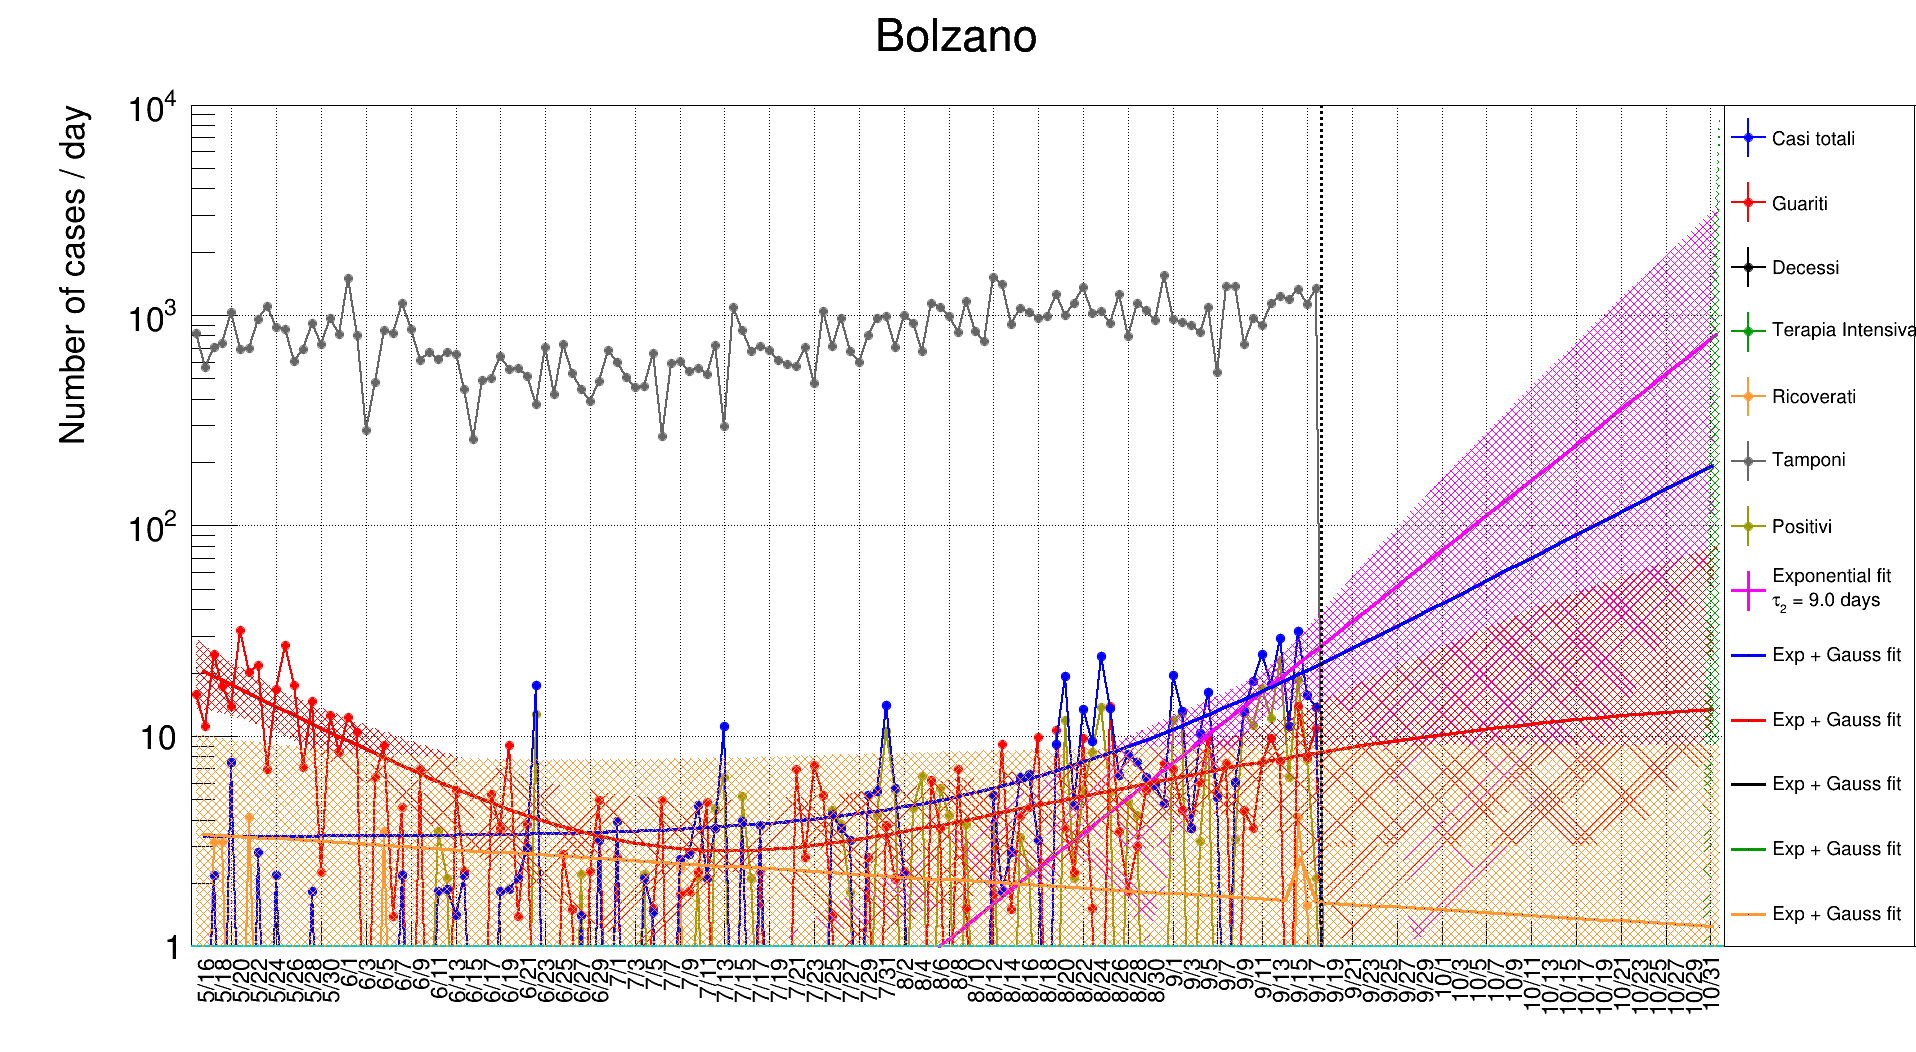 Bolzano
Number of cases / day
10^4
10^3
10^2
10
1
5/16 5/18 5/20 5/22 5/24 5/26 5/28 5/30 6/1 6/3 6/5 6/7 6/9 6/11 6/13 6/15 6/17 6/19 6/21 6/23 6/25 6/27 6/29 7/1 7/3 7/5 7/7 7/9 7/11 7/13 7/15 7/17 7/19 7/21 7/23 7/25 7/27 7/29 7/31 8/2 8/4 8/6 8/8 8/10 8/12 8/14 8/16 8/18 8/20 8/22 8/24 8/26 8/28 8/30 9/1 9/3 9/5 9/7 9/9 9/11 9/13 9/15 9/17 9/19 9/21 9/23 9/25 9/27 9/29 10/1 10/3 10/5 10/7 10/9 10/11 10/13 10/15 10/17 10/19 10/21 10/23 10/25 10/27 10/29 10/31
Casi totali
Guariti
Decessi
Terapia Intensiva
Ricoverati
Tamponi
Positivi
Exponential fit
τ₂ = 9.0 days
Exp + Gauss fit
Exp + Gauss fit
Exp + Gauss fit
Exp + Gauss fit
Exp + Gauss fit